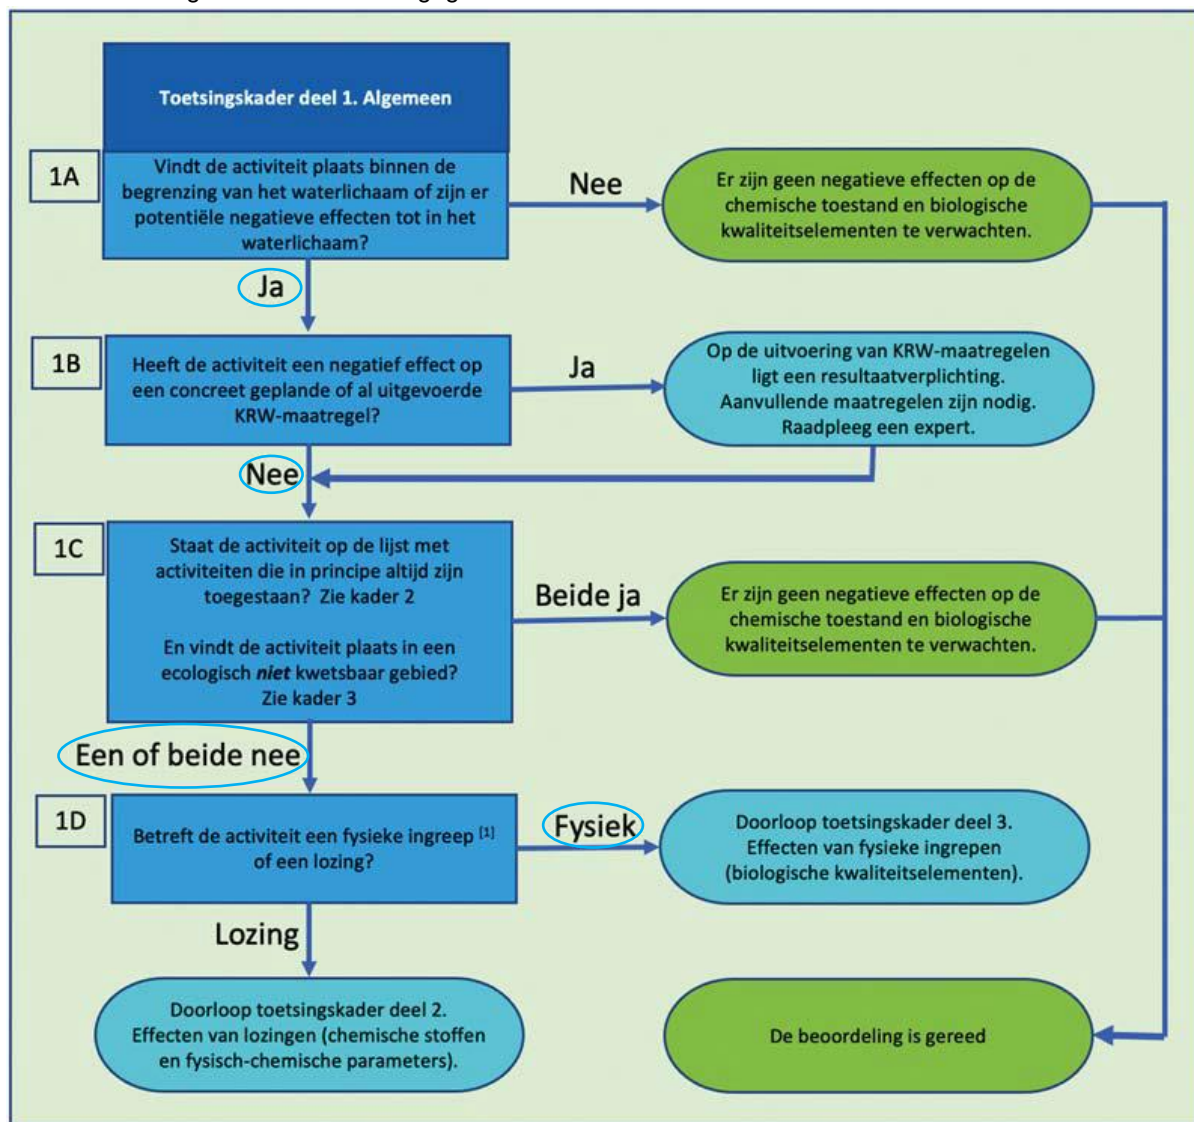 Toetsingskader deel 1. Algemeen
1A
Vindt de activiteit plaats binnen de
begrenzing van het waterlichaam of zijn er
potentiële negatieve effecten tot in het
waterlichaam?
Nee
Er zijn geen negatieve effecten op de
chemische toestand en biologische
kwaliteitselementen te verwachten.
Ja
1B
Heeft de activiteit een negatief effect op
een concreet geplande of al uitgevoerde
KRW-maatregel?
Ja
Op de uitvoering van KRW-maatregelen
ligt een resultaatverplichting.
Aanvullende maatregelen zijn nodig.
Raadpleeg een expert.
Nee
1C
Staat de activiteit op de lijst met
activiteiten die in principe altijd zijn
toegestaan? Zie kader 2
En vindt de activiteit plaats in een
ecologisch niet kwetsbaar gebied?
Zie kader 3
Beide ja
Er zijn geen negatieve effecten op de
chemische toestand en biologische
kwaliteitselementen te verwachten.
Een of beide nee
1D
Betreft de activiteit een fysieke ingreep [1]
of een lozing?
Fysiek
Doorloop toetsingskader deel 3.
Effecten van fysieke ingrepen
(biologische kwaliteitselementen).
Lozing
Doorloop toetsingskader deel 2.
Effecten van lozingen (chemische stoffen
en fysisch-chemische parameters).
De beoordeling is gereed